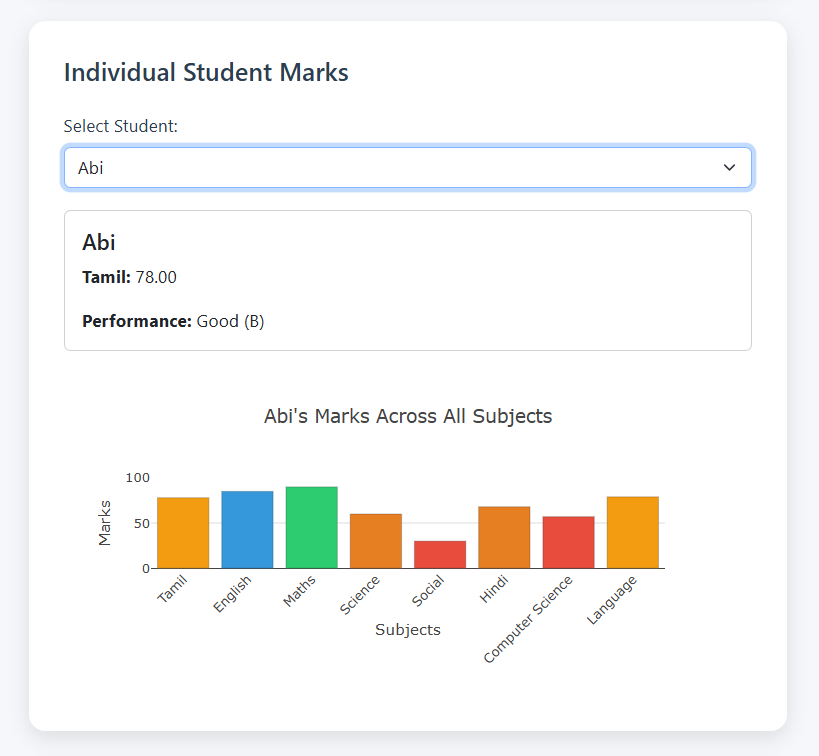 Individual Student Marks
Select Student:
Abi
Abi
Tamil: 78.00
Performance: Good (B)
Abi's Marks Across All Subjects
Marks
100
50
0
Tamil
English
Maths
Science
Social
Hindi
Computer Science
Language
Subjects